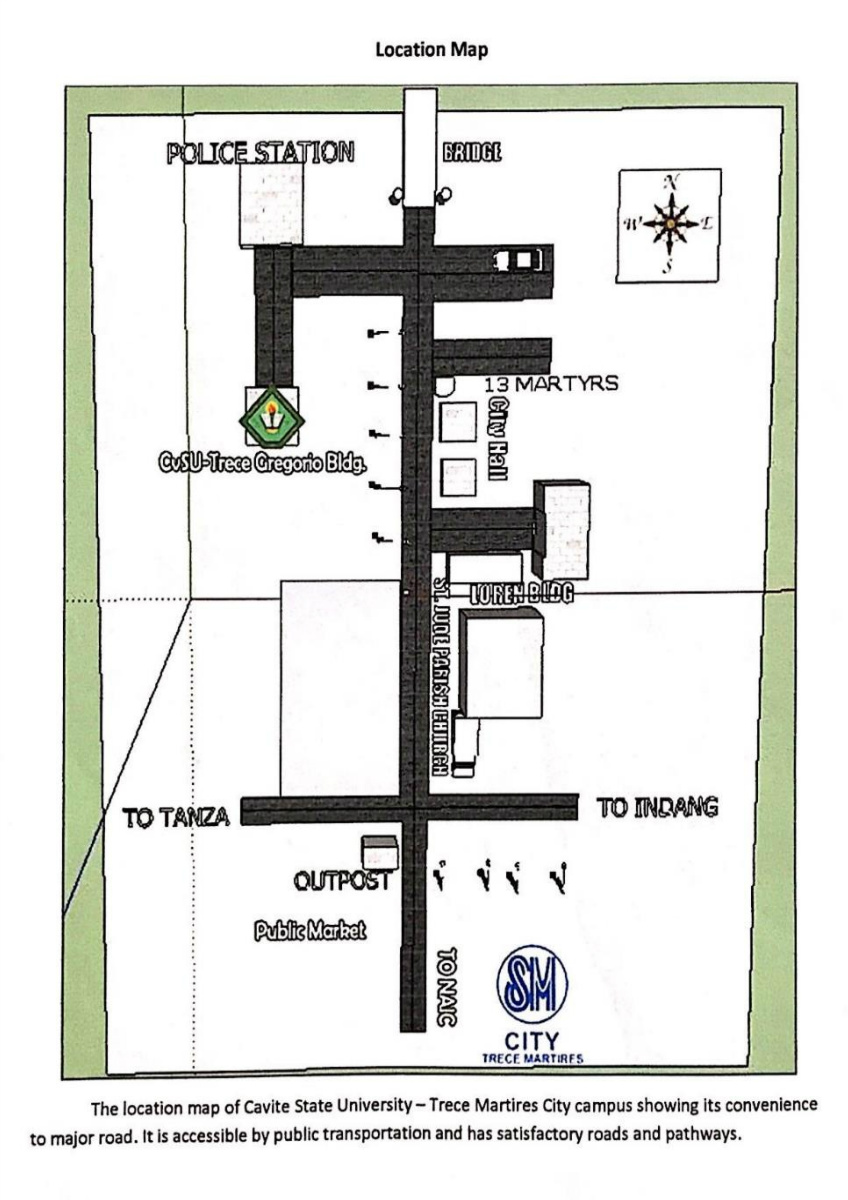 Location Map
POLICE STATION
BRIDGE
N
W E
S
13 MARTYRS
City Hall
CvSU-Trece Gregorio Bldg.
LOREN BLDG
ST. JUDE PARISH CHURCH
TO TANZA
TO INDANG
OUTPOST
Public Market
TO NAIC
SM
CITY
TRECE MARTIRES
The location map of Cavite State University – Trece Martires City campus showing its convenience
to major road. It is accessible by public transportation and has satisfactory roads and pathways.